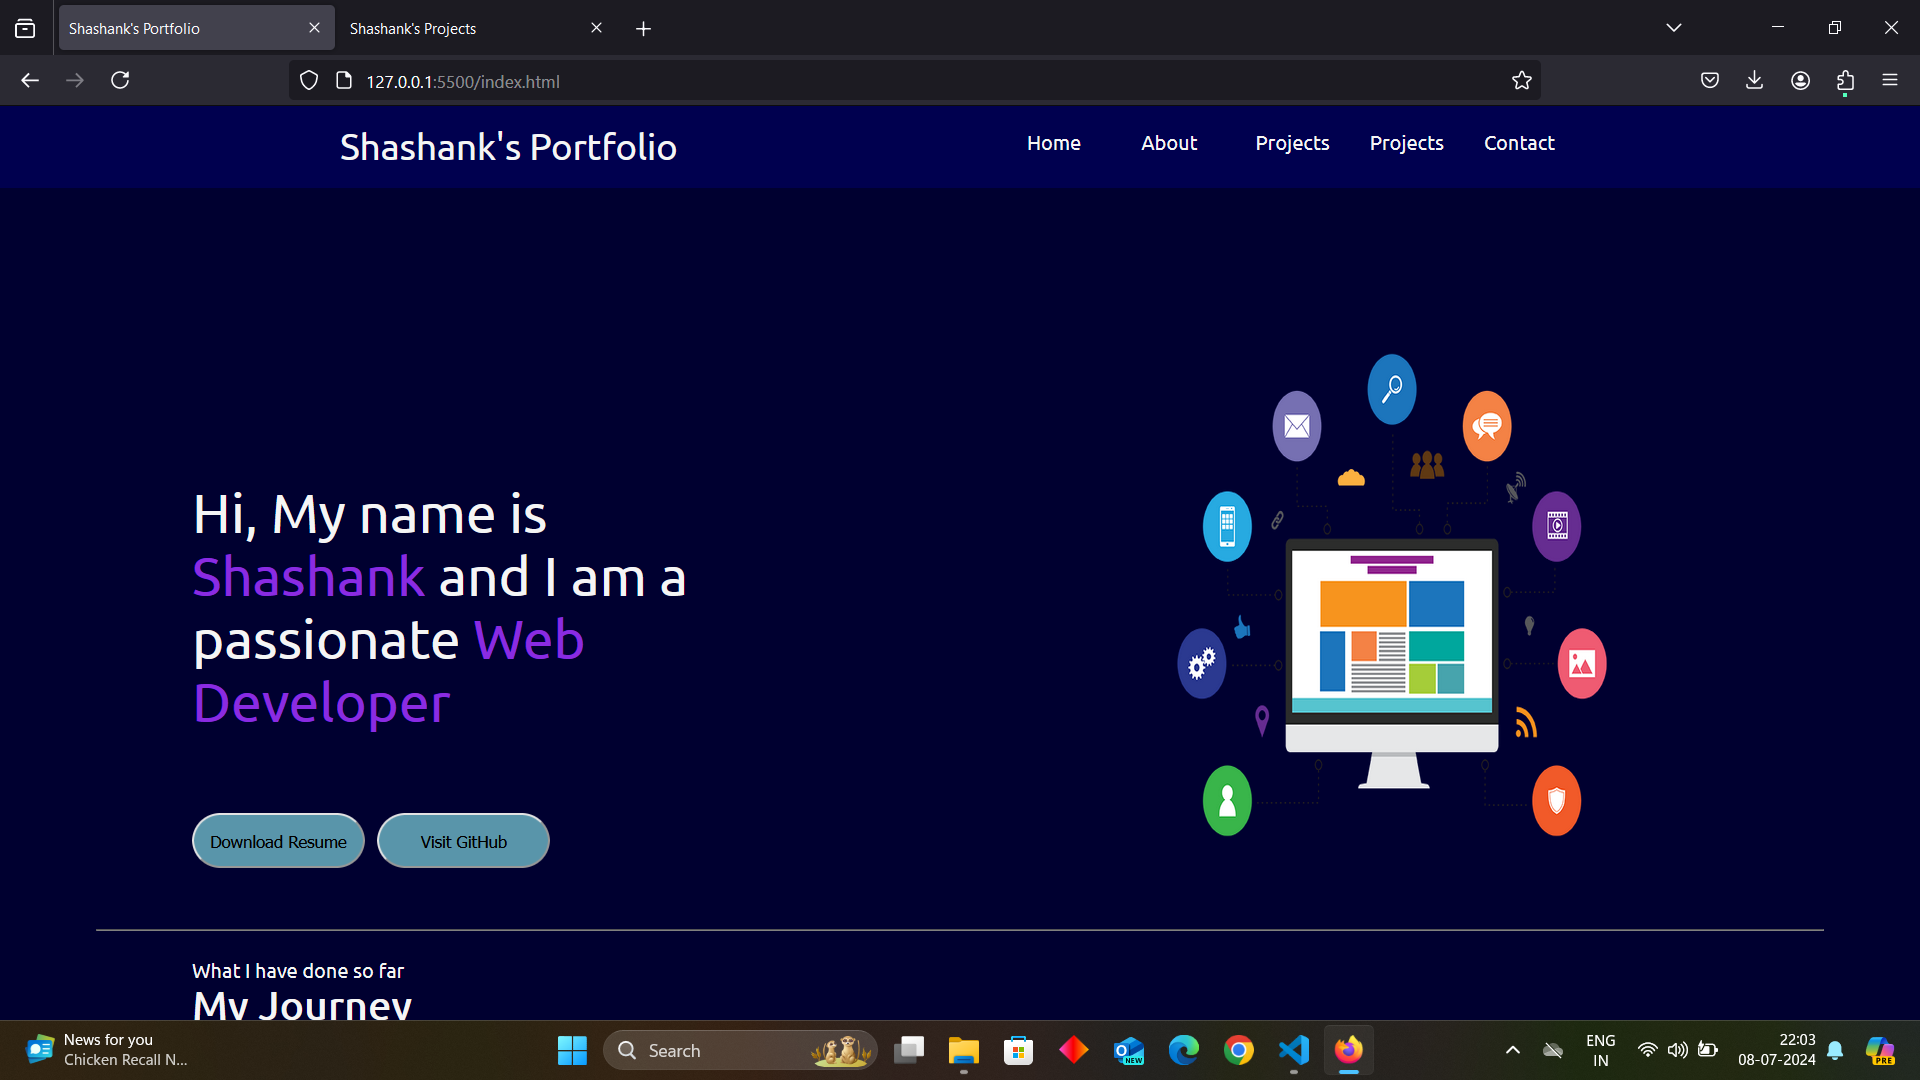 Shashank's Portfolio
Shashank's Projects
127.0.0.1:5500/index.html
Shashank's Portfolio
Home
About
Projects
Projects
Contact
Hi, My name is
Shashank and I am a
passionate Web
Developer
Download Resume
Visit GitHub
What I have done so far
My Journey
News for you
Chicken Recall N...
Search
NEW
ENG
IN
22:03
08-07-2024
PRE